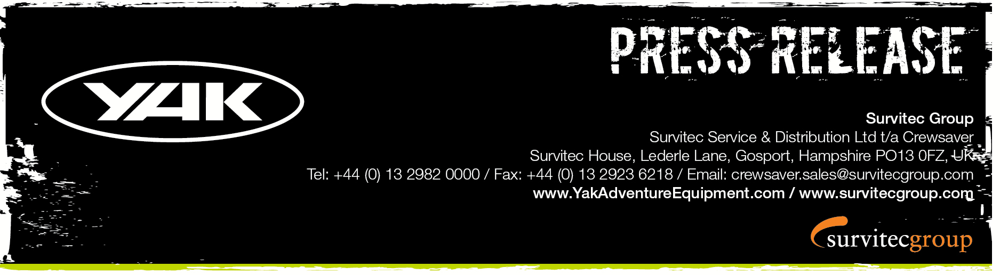 PRESS RELEASE
YAK
Survitec Group
Survitec Service & Distribution Ltd t/a Crewsaver
Survitec House, Lederle Lane, Gosport, Hampshire PO13 0FZ, UK
Tel: +44 (0) 13 2982 0000 / Fax: +44 (0) 13 2923 6218 / Email: crewsaver.sales@survitecgroup.com
www.YakAdventureEquipment.com / www.survitecgroup.com
survitecgroup